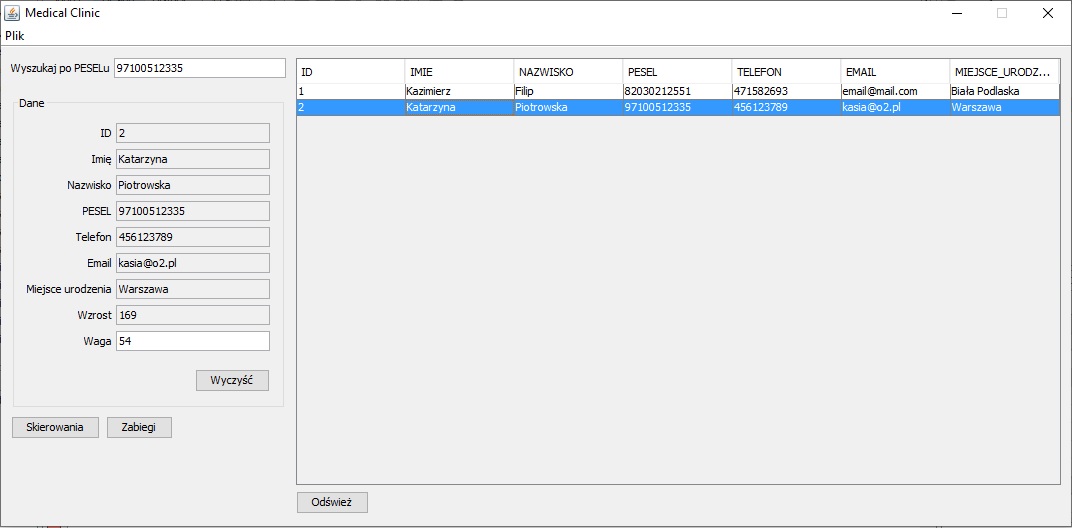 Medical Clinic
Plik
Wyszukaj po PESELu 97100512335
Dane
ID 2
Imię Katarzyna
Nazwisko Piotrowska
PESEL 97100512335
Telefon 456123789
Email kasia@o2.pl
Miejsce urodzenia Warszawa
Wzrost 169
Waga 54
Wyczyść
Skierowania Zabiegi
ID IMIE NAZWISKO PESEL TELEFON EMAIL MIEJSCE_URODZ...
1 Kazimierz Filip 82030212551 471582693 email@mail.com Biała Podlaska
2 Katarzyna Piotrowska 97100512335 456123789 kasia@o2.pl Warszawa
Odśwież